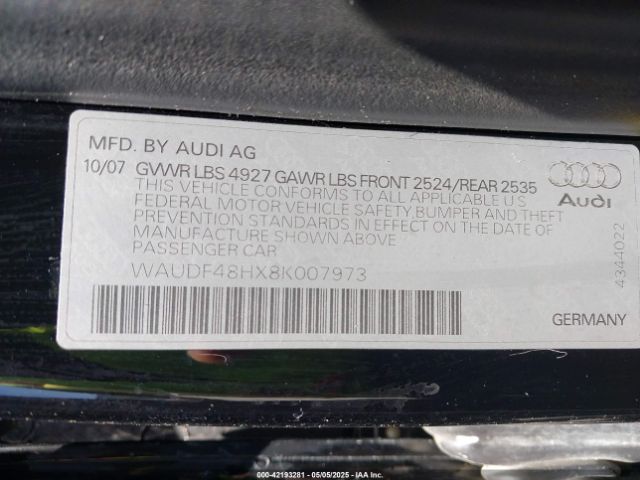 MFD. BY AUDI AG
10/07 GVWR LBS 4927 GAWR LBS FRONT 2524/REAR 2535
THIS VEHICLE CONFORMS TO ALL APPLICABLE U S
FEDERAL MOTOR VEHICLE SAFETY, BUMPER AND THEFT
PREVENTION STANDARDS IN EFFECT ON THE DATE OF
MANUFACTURE SHOWN ABOVE
PASSENGER CAR
WAUDF48HX8K007973
Audi
4344022
GERMANY
000-42193281 - 05/05/2025 - IAA Inc.